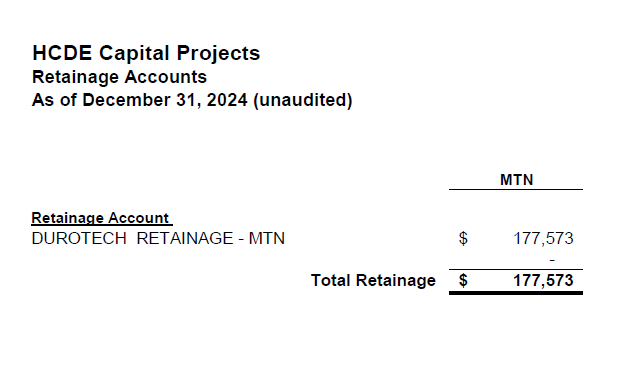 HCDE Capital Projects
Retainage Accounts
As of December 31, 2024 (unaudited)
MTN
Retainage Account
DUROTECH  RETAINAGE - MTN $ 177,573
-
Total Retainage $ 177,573